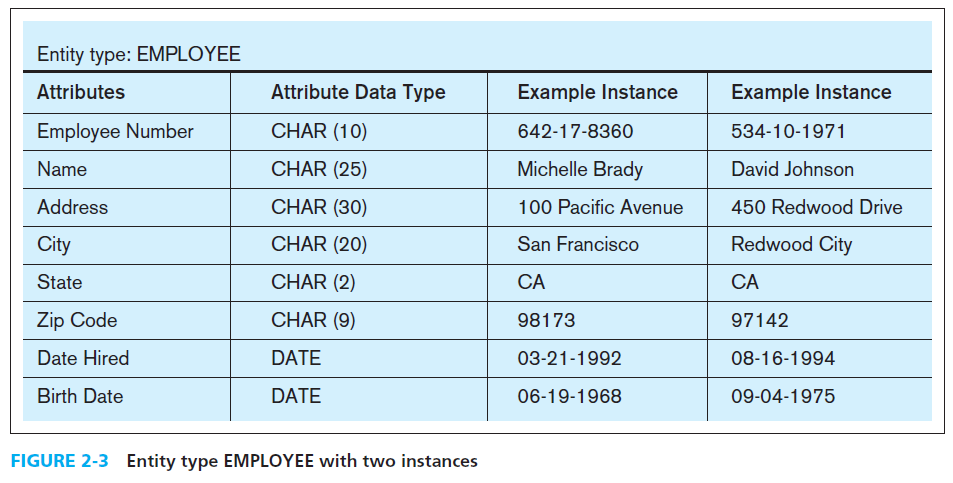 Entity type: EMPLOYEE
Attributes Attribute Data Type Example Instance Example Instance
Employee Number CHAR (10) 642-17-8360 534-10-1971
Name CHAR (25) Michelle Brady David Johnson
Address CHAR (30) 100 Pacific Avenue 450 Redwood Drive
City CHAR (20) San Francisco Redwood City
State CHAR (2) CA CA
Zip Code CHAR (9) 98173 97142
Date Hired DATE 03-21-1992 08-16-1994
Birth Date DATE 06-19-1968 09-04-1975
FIGURE 2-3 Entity type EMPLOYEE with two instances